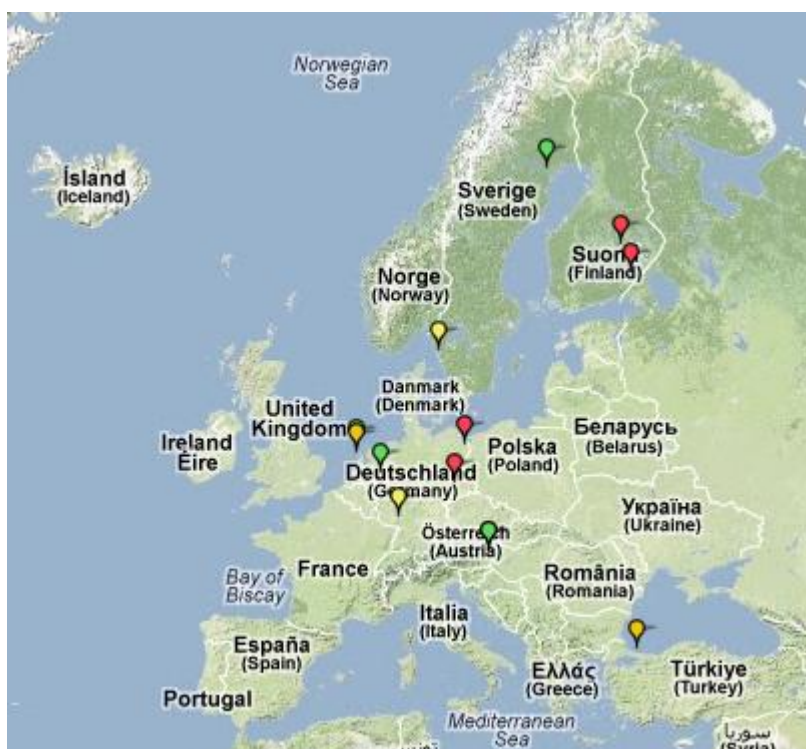 Norwegian
Sea
Ísland
(Iceland)
Sverige
(Sweden)
(Finland)
Norge
(Norway)
Danmark
(Denmark)
United
Kingdom
Ireland
Éire
Беларусь
(Belarus)
Polska
(Poland)
Deutschland
(Germany)
Україна
(Ukraine)
Österreich
(Austria)
France
Bay of
Biscay
România
(Romania)
Italia
(Italy)
España
(Spain)
Portugal
Ελλάς
(Greece)
Türkiye
(Turkey)
Mediterranean
Sea
سوريا
(Syria)